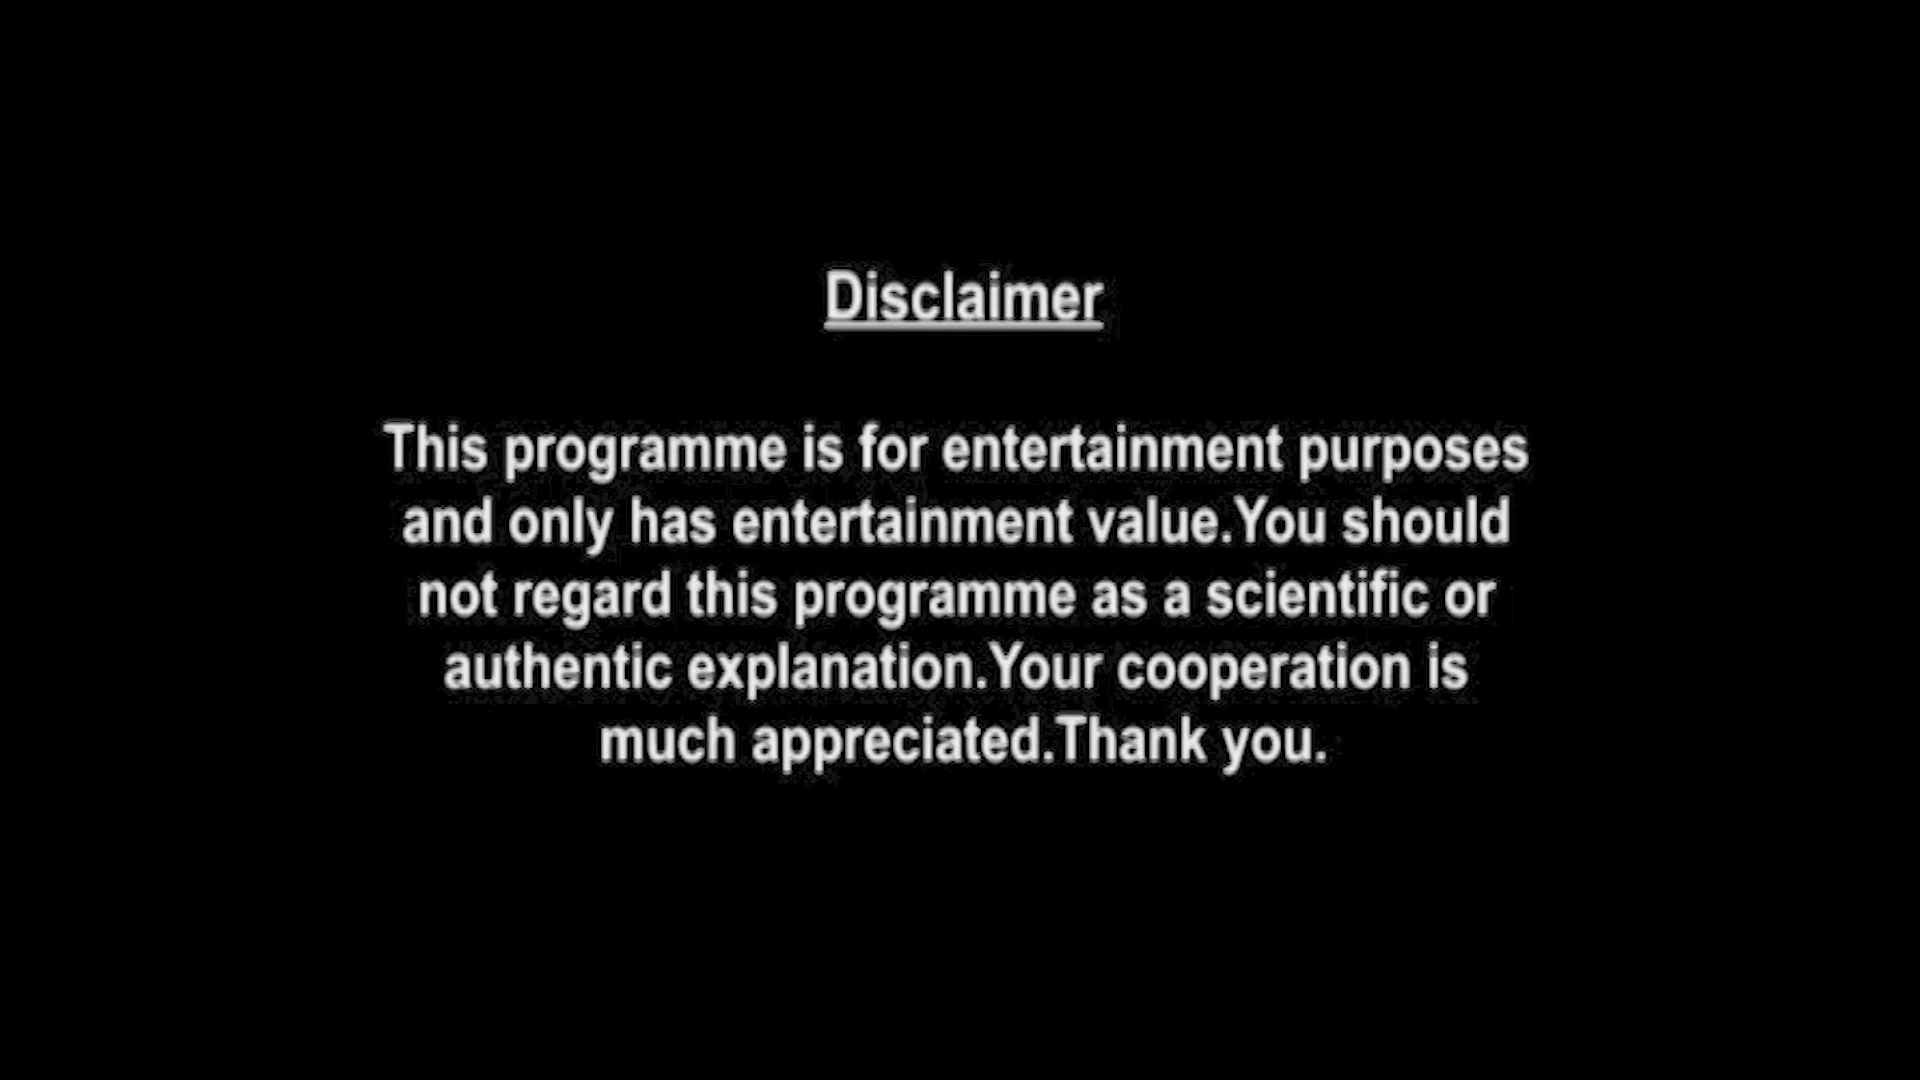 Disclaimer
This programme is for entertainment purposes
and only has entertainment value.You should
not regard this programme as a scientific or
authentic explanation.Your cooperation is
much appreciated.Thank you.